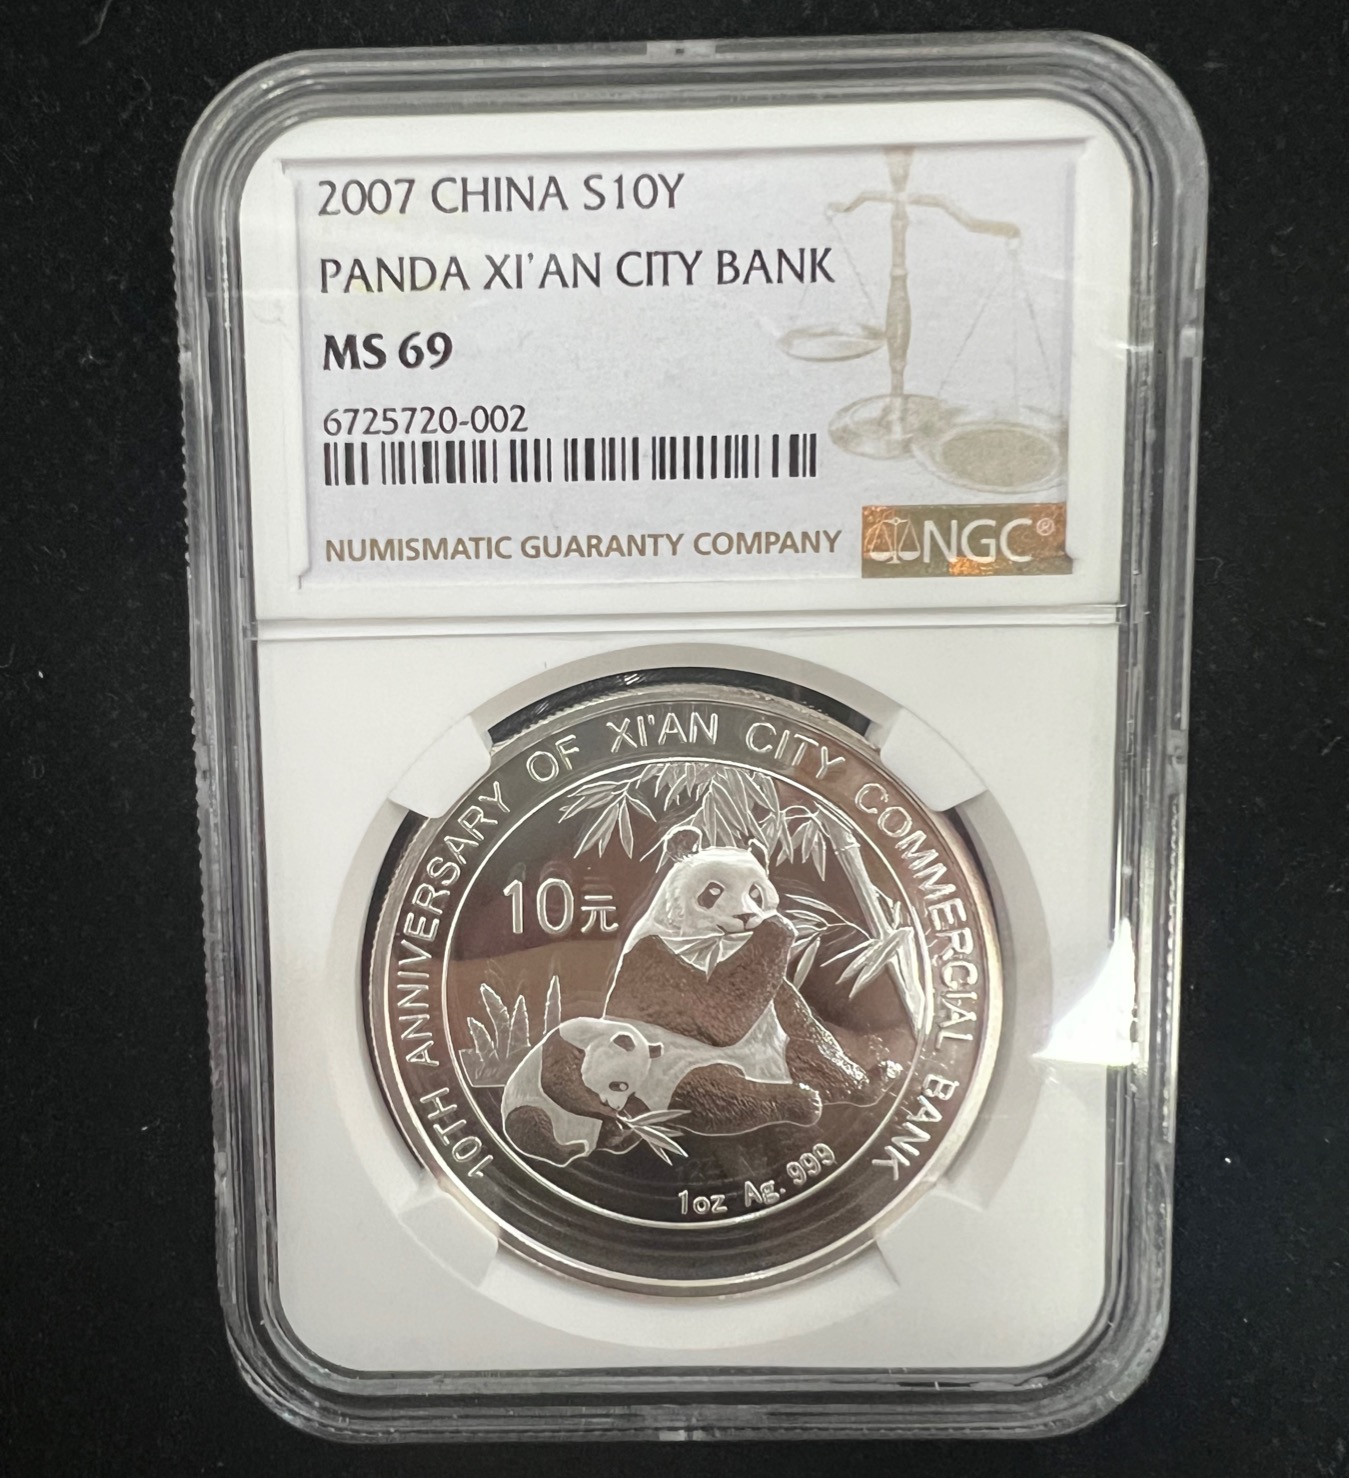 2007 CHINA S10Y
PANDA XI'AN CITY BANK
MS 69
6725720-002
NUMISMATIC GUARANTY COMPANY
NGC®
10TH ANNIVERSARY OF XI'AN CITY COMMERCIAL BANK
10元
1oz Ag. 999